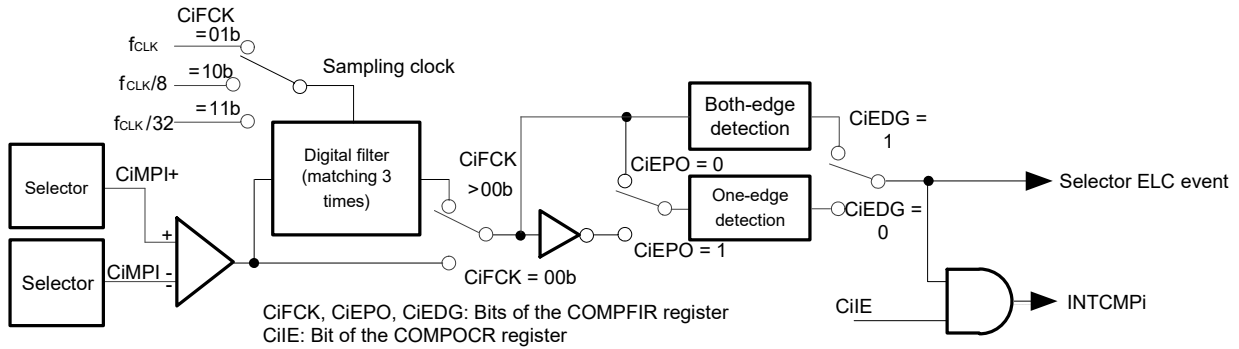 CiFCK
fCLK
=01b
fCLK/8
=10b
Sampling clock
fCLK/32
=11b
Both-edge
detection
CiEDG =
1
Digital filter
(matching 3
times)
CiFCK
>00b
CiEPO = 0
Selector
CiMPI+
Selector ELC event
One-edge
detection
CiEDG =
0
+
CiEPO = 1
Selector
CiMPI -
-
CiFCK = 00b
CiFCK, CiEPO, CiEDG: Bits of the COMPFIR register
CiIE: Bit of the COMPOCR register
CiIE
INTCMPi